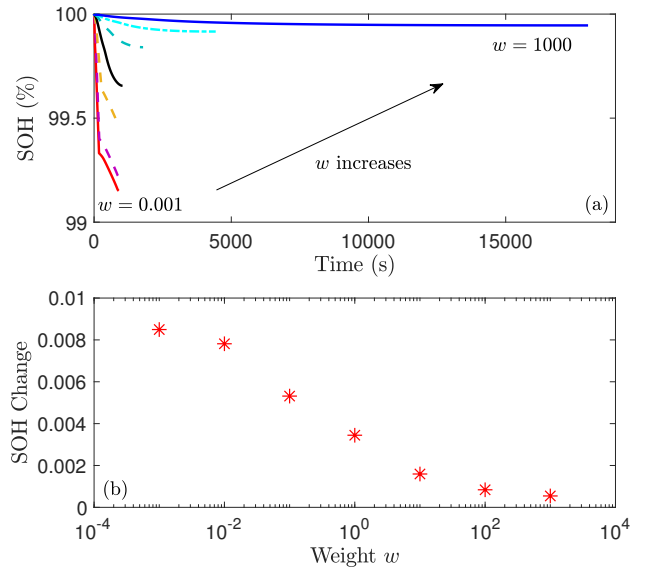 100
99.5
99
SOH (%)
w = 1000
w increases
w = 0.001
(a)
0 5000 10000 15000
Time (s)
0.01
0.008
0.006
0.004
0.002
0
SOH Change
(b)
10^-4 10^-2 10^0 10^2 10^4
Weight w